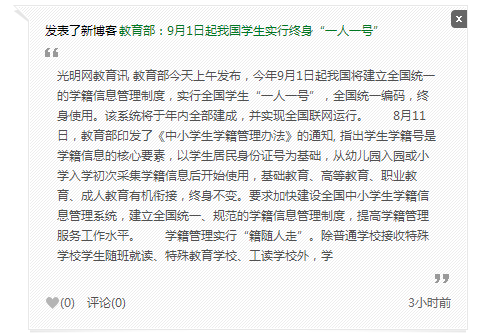 x
发表了新博客 教育部：9月1日起我国学生实行终身“一人一号”
光明网教育讯 教育部今天上午发布，今年9月1日起我国将建立全国统一
的学籍信息管理制度，实行全国学生“一人一号”，全国统一编码，终
身使用。该系统将于年内全部建成，并实现全国联网运行。 8月11
日，教育部印发了《中小学生学籍管理办法》的通知, 指出学生学籍号是
学籍信息的核心要素，以学生居民身份证号为基础，从幼儿园入园或小
学入学初次采集学籍信息后开始使用，基础教育、高等教育、职业教
育、成人教育有机衔接，终身不变。要求加快建设全国中小学生学籍信
息管理系统，建立全国统一、规范的学籍信息管理制度，提高学籍管理
服务工作水平。 学籍管理实行“籍随人走”。除普通学校接收特殊
学校学生随班就读、特殊教育学校、工读学校外，学
(0) 评论(0) 3小时前